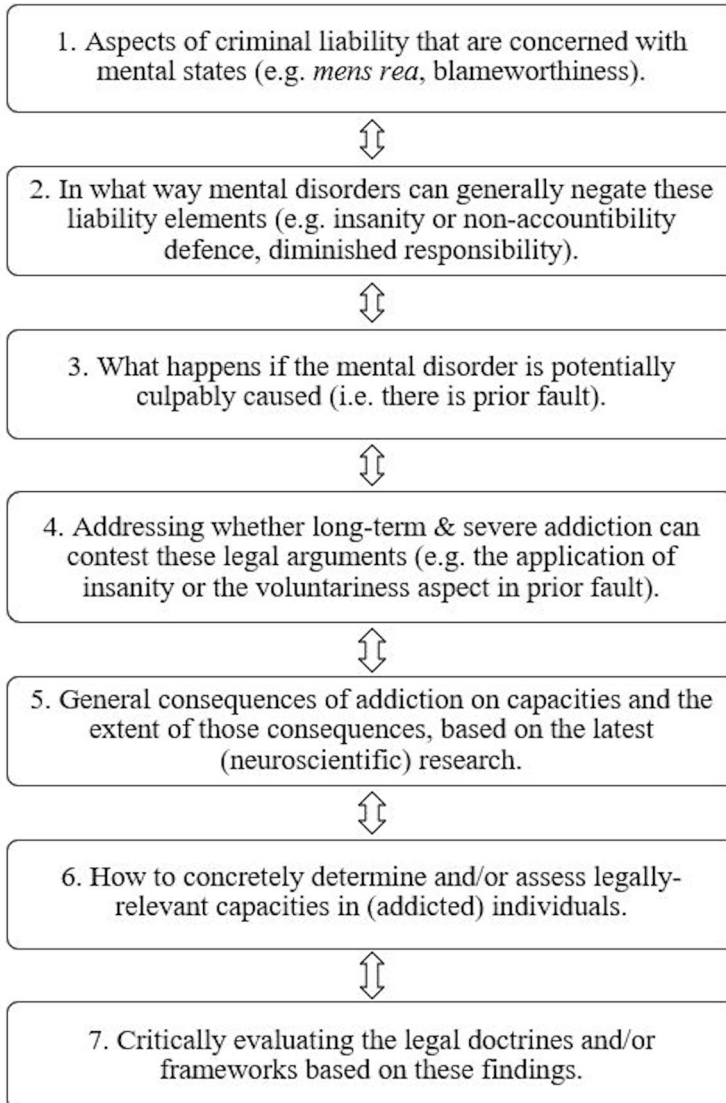 1. Aspects of criminal liability that are concerned with
mental states (e.g. mens rea, blameworthiness).
2. In what way mental disorders can generally negate these
liability elements (e.g. insanity or non-accountibility
defence, diminished responsibility).
3. What happens if the mental disorder is potentially
culpably caused (i.e. there is prior fault).
4. Addressing whether long-term & severe addiction can
contest these legal arguments (e.g. the application of
insanity or the voluntariness aspect in prior fault).
5. General consequences of addiction on capacities and the
extent of those consequences, based on the latest
(neuroscientific) research.
6. How to concretely determine and/or assess legally-
relevant capacities in (addicted) individuals.
7. Critically evaluating the legal doctrines and/or
frameworks based on these findings.